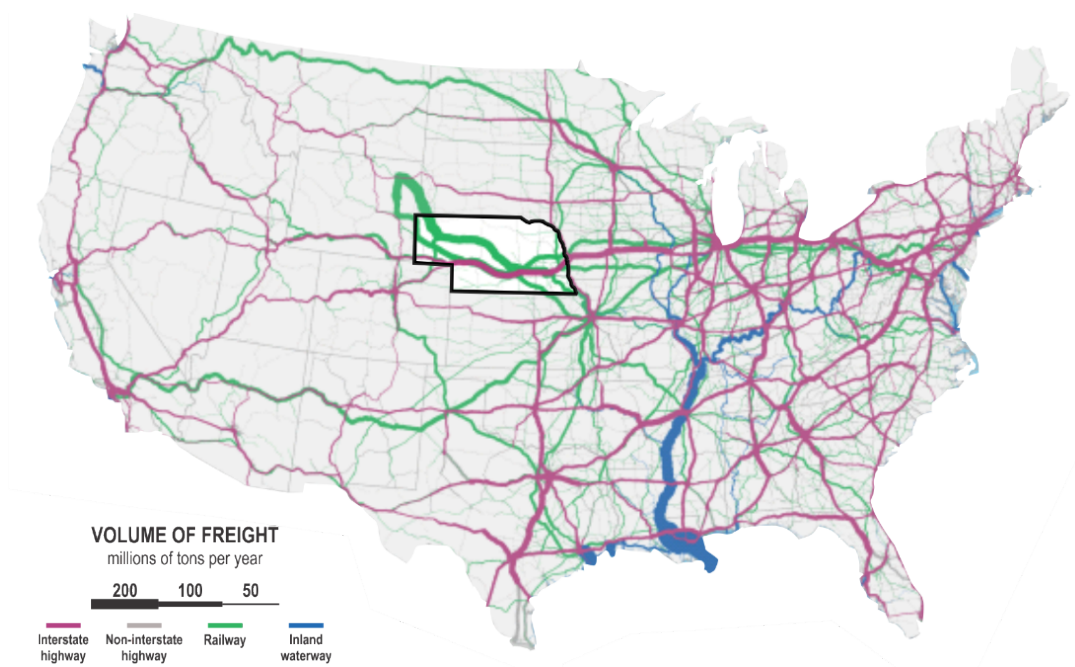 VOLUME OF FREIGHT
millions of tons per year
200 100 50
Interstate highway
Non-interstate highway
Railway
Inland waterway